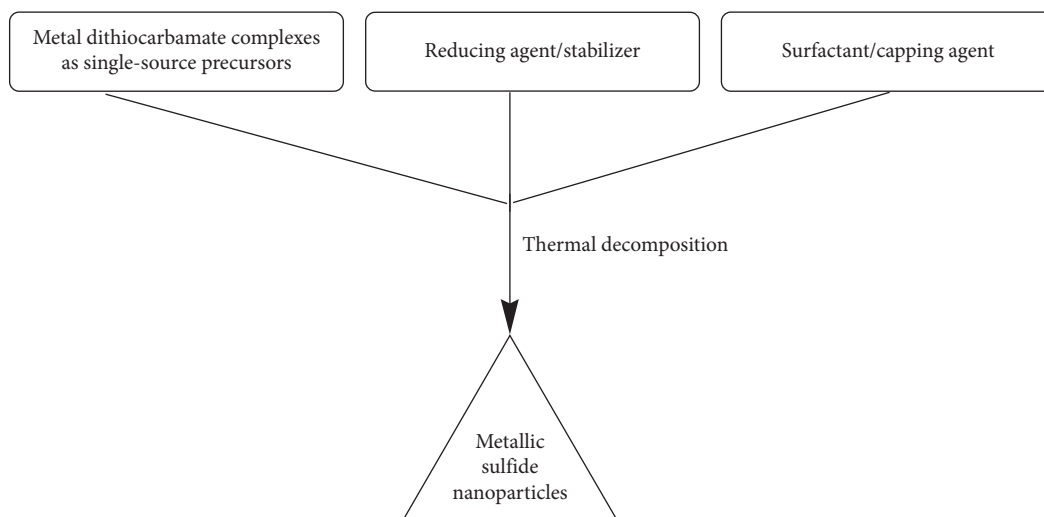 Metal dithiocarbamate complexes
as single-source precursors
Reducing agent/stabilizer
Surfactant/capping agent
Thermal decomposition
Metallic
sulfide
nanoparticles